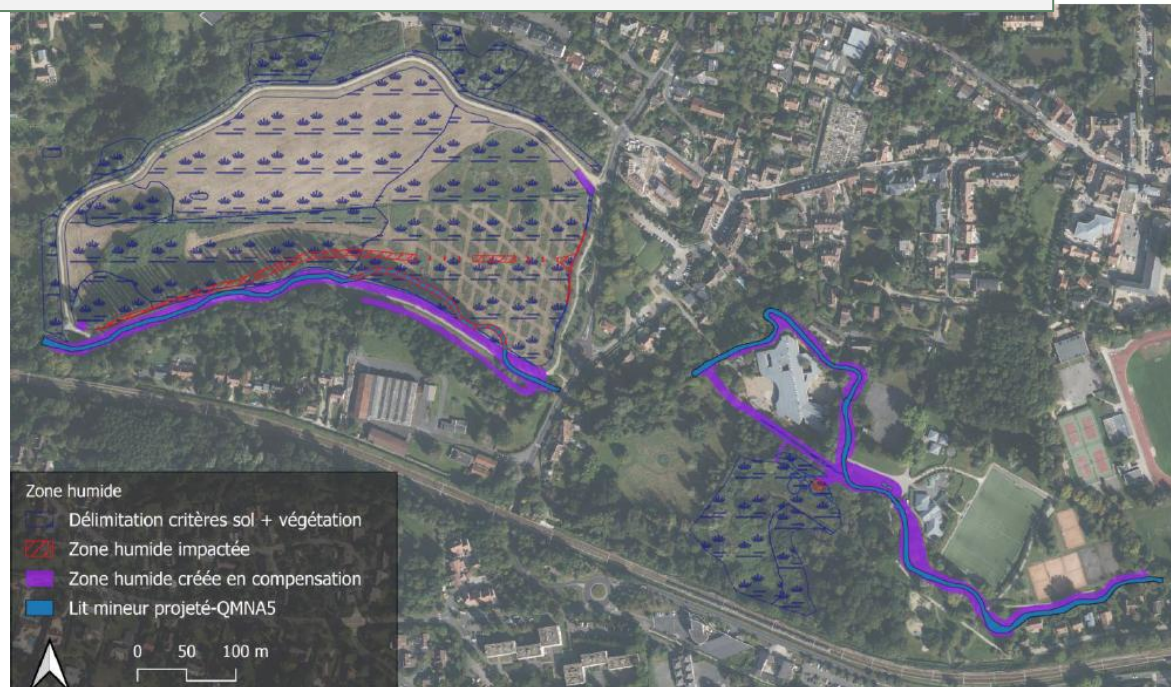 Zone humide
Délimitation critères sol + végétation
Zone humide impactée
Zone humide créée en compensation
Lit mineur projeté-QMNA5
0 50 100 m